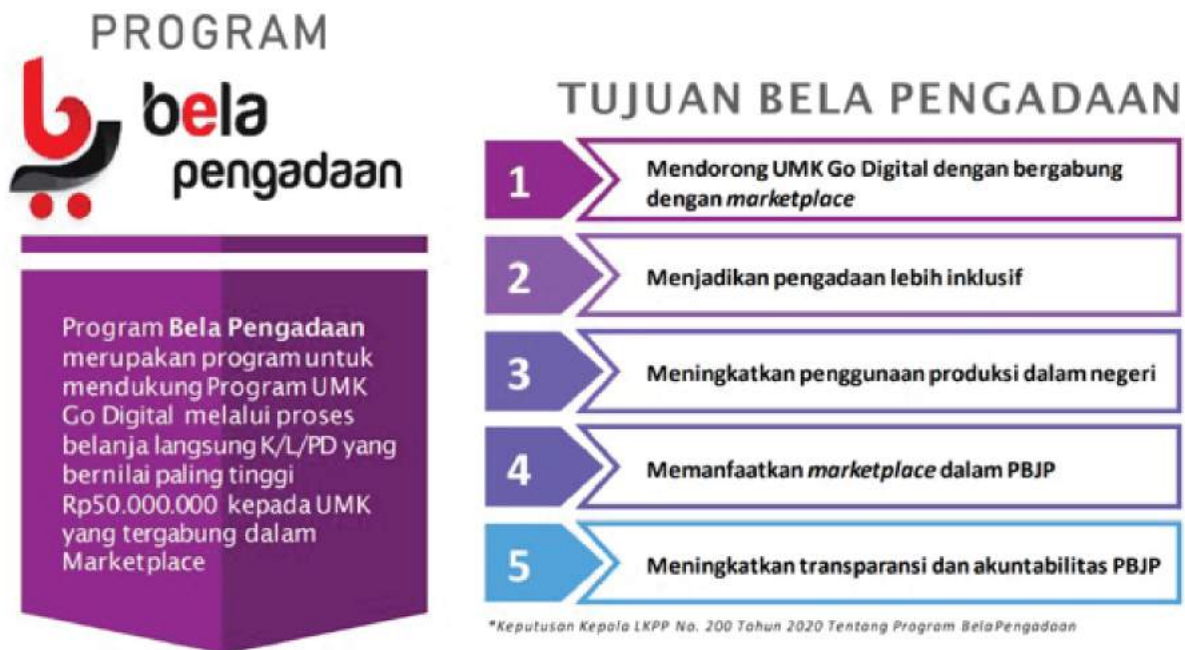 PROGRAM
bela
pengadaan
Program Bela Pengadaan
merupakan program untuk
mendukung Program UMK
Go Digital melalui proses
belanja langsung K/L/PD yang
bernilai paling tinggi
Rp50.000.000 kepada UMK
yang tergabung dalam
Marketplace
TUJUAN BELA PENGADAAN
1
Mendorong UMK Go Digital dengan bergabung
dengan marketplace
2
Menjadikan pengadaan lebih inklusif
3
Meningkatkan penggunaan produksi dalam negeri
4
Memanfaatkan marketplace dalam PBJP
5
Meningkatkan transparansi dan akuntabilitas PBJP
*Keputusan Kepala LKPP No. 200 Tahun 2020 Tentang Program BelaPengadaan